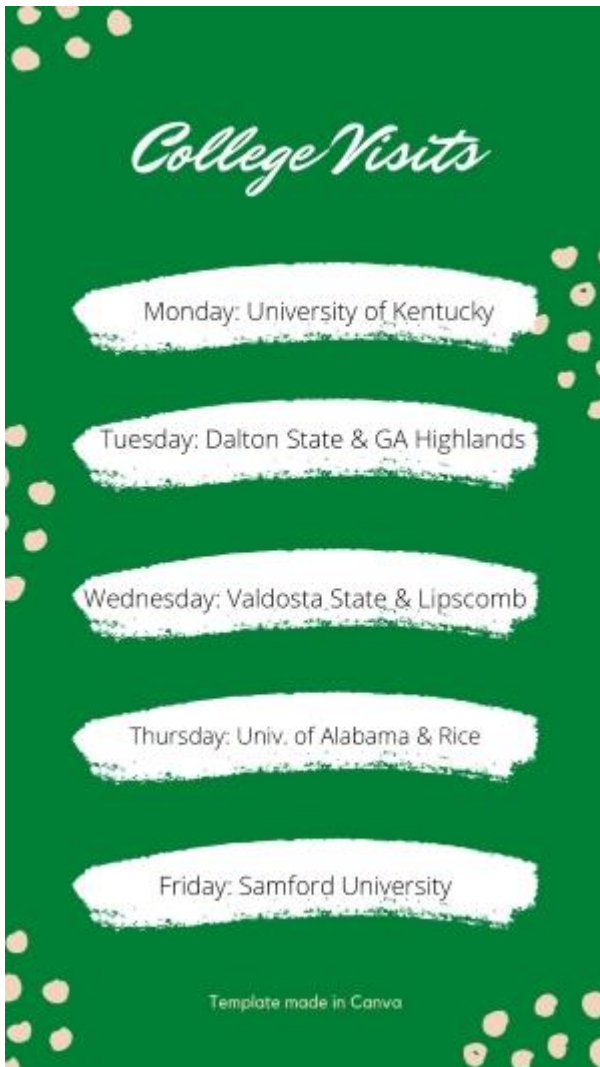 College Visits
Monday: University of Kentucky
Tuesday: Dalton State & GA Highlands
Wednesday: Valdosta State & Lipscomb
Thursday: Univ. of Alabama & Rice
Friday: Samford University
Template made in Canva